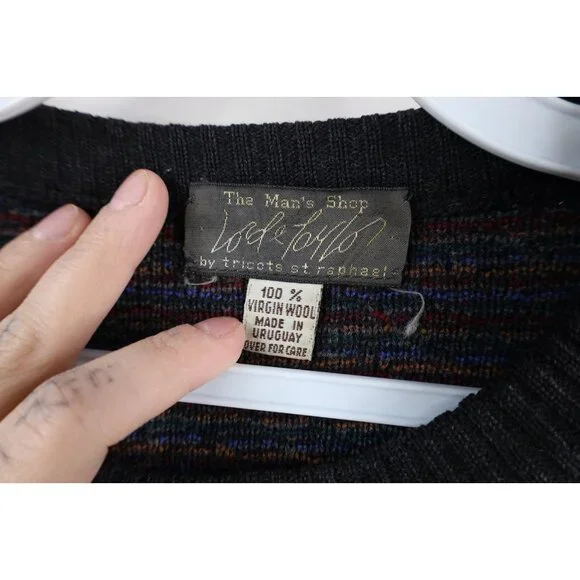 The Man's Shop
Lord & Taylor
by tricots st raphael
100 %
VIRGIN WOOL
MADE IN
URUGUAY
OVER FOR CARE